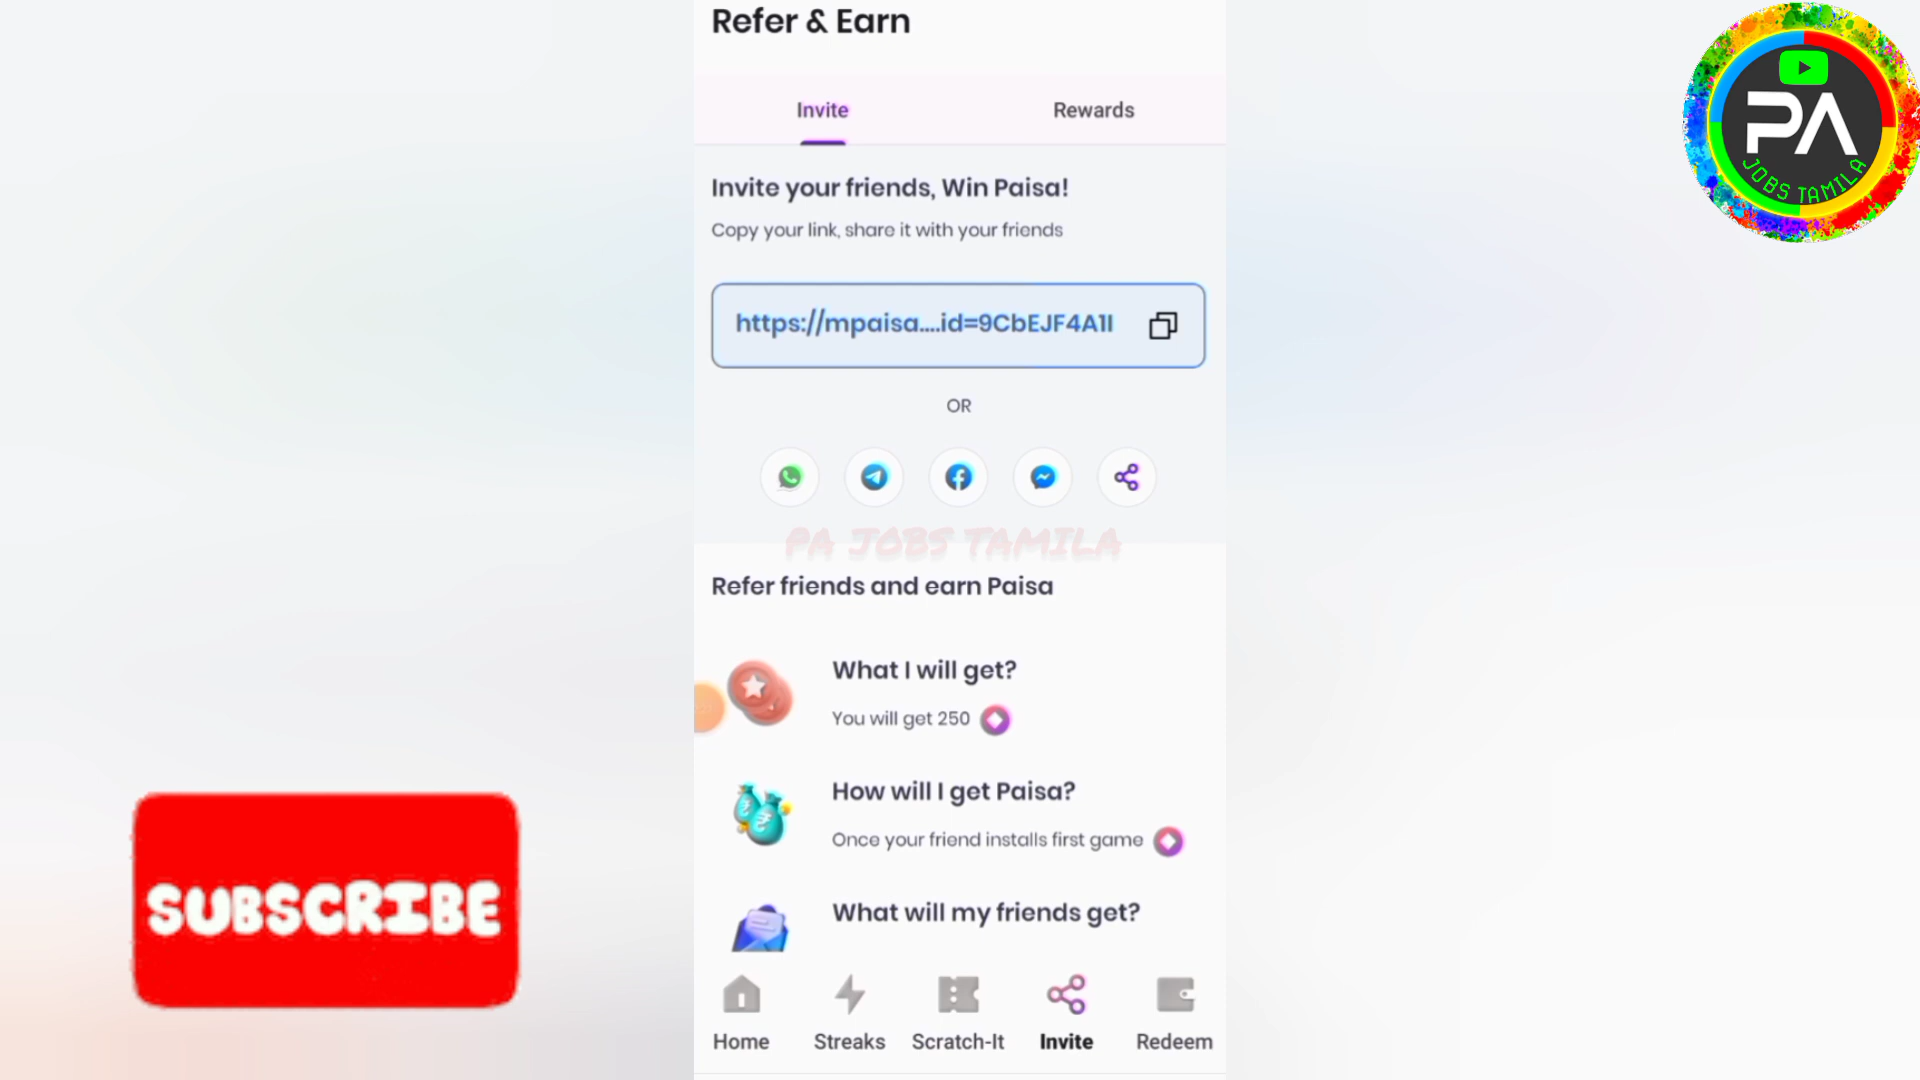 Refer & Earn
Invite
Rewards
Invite your friends, Win Paisa!
Copy your link, share it with your friends
https://mpaisa....id=9CbEJF4A1I
OR
PA JOBS TAMILA
Refer friends and earn Paisa
What I will get?
You will get 250
How will I get Paisa?
Once your friend installs first game
What will my friends get?
Home
Streaks
Scratch-It
Invite
Redeem
SUBSCRIBE
PA
JOBS TAMILA